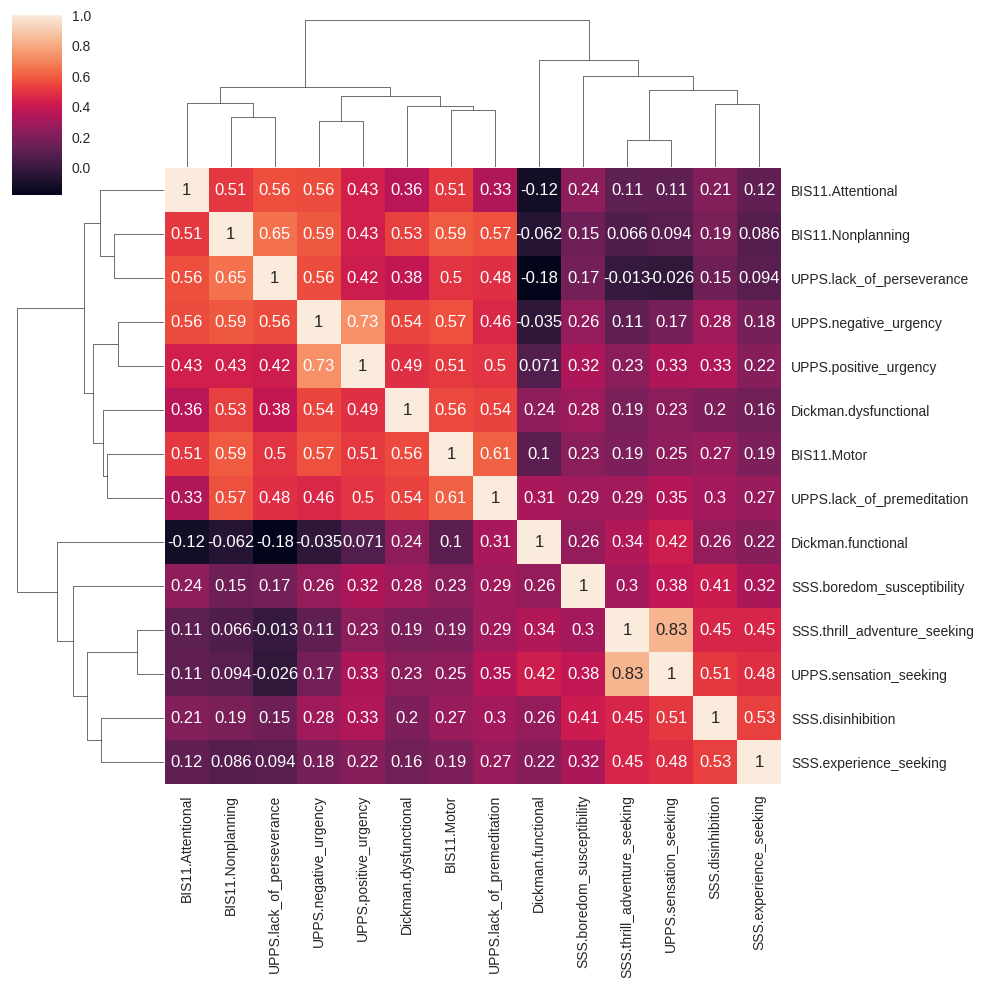 1.0
0.8
0.6
0.4
0.2
0.0
1 0.51 0.56 0.56 0.43 0.36 0.51 0.33 -0.12 0.24 0.11 0.11 0.21 0.12 BIS11.Attentional
0.51 1 0.65 0.59 0.43 0.53 0.59 0.57 -0.062 0.15 0.066 0.094 0.19 0.086 BIS11.Nonplanning
0.56 0.65 1 0.56 0.42 0.38 0.5 0.48 -0.18 0.17 -0.013 -0.026 0.15 0.094 UPPS.lack_of_perseverance
0.56 0.59 0.56 1 0.73 0.54 0.57 0.46 -0.035 0.26 0.11 0.17 0.28 0.18 UPPS.negative_urgency
0.43 0.43 0.42 0.73 1 0.49 0.51 0.5 0.071 0.32 0.23 0.33 0.33 0.22 UPPS.positive_urgency
0.36 0.53 0.38 0.54 0.49 1 0.56 0.54 0.24 0.28 0.19 0.23 0.2 0.16 Dickman.dysfunctional
0.51 0.59 0.5 0.57 0.51 0.56 1 0.61 0.1 0.23 0.19 0.25 0.27 0.19 BIS11.Motor
0.33 0.57 0.48 0.46 0.5 0.54 0.61 1 0.31 0.29 0.29 0.35 0.3 0.27 UPPS.lack_of_premeditation
-0.12 -0.062 -0.18 -0.035 0.071 0.24 0.1 0.31 1 0.26 0.34 0.42 0.26 0.22 Dickman.functional
0.24 0.15 0.17 0.26 0.32 0.28 0.23 0.29 0.26 1 0.3 0.38 0.41 0.32 SSS.boredom_susceptibility
0.11 0.066 -0.013 0.11 0.23 0.19 0.19 0.29 0.34 0.3 1 0.83 0.45 0.45 SSS.thrill_adventure_seeking
0.11 0.094 -0.026 0.17 0.33 0.23 0.25 0.35 0.42 0.38 0.83 1 0.51 0.48 UPPS.sensation_seeking
0.21 0.19 0.15 0.28 0.33 0.2 0.27 0.3 0.26 0.41 0.45 0.51 1 0.53 SSS.disinhibition
0.12 0.086 0.094 0.18 0.22 0.16 0.19 0.27 0.22 0.32 0.45 0.48 0.53 1 SSS.experience_seeking
BIS11.Attentional
BIS11.Nonplanning
UPPS.lack_of_perseverance
UPPS.negative_urgency
UPPS.positive_urgency
Dickman.dysfunctional
BIS11.Motor
UPPS.lack_of_premeditation
Dickman.functional
SSS.boredom_susceptibility
SSS.thrill_adventure_seeking
UPPS.sensation_seeking
SSS.disinhibition
SSS.experience_seeking